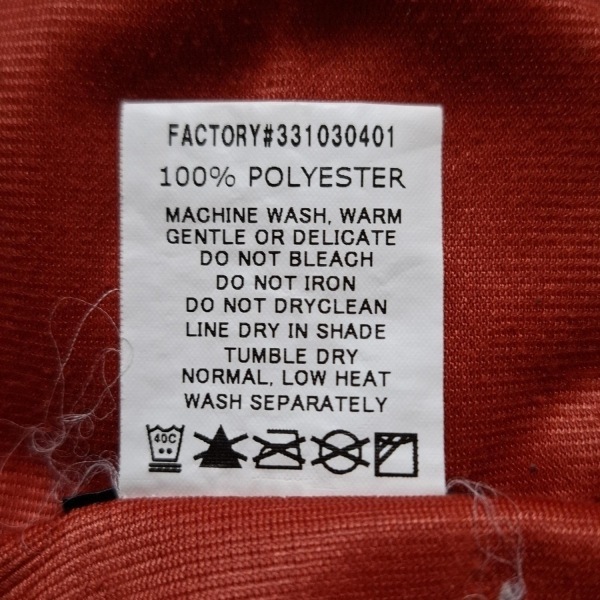 FACTORY#331030401
100% POLYESTER
MACHINE WASH, WARM
GENTLE OR DELICATE
DO NOT BLEACH
DO NOT IRON
DO NOT DRYCLEAN
LINE DRY IN SHADE
TUMBLE DRY
NORMAL, LOW HEAT
WASH SEPARATELY
40C